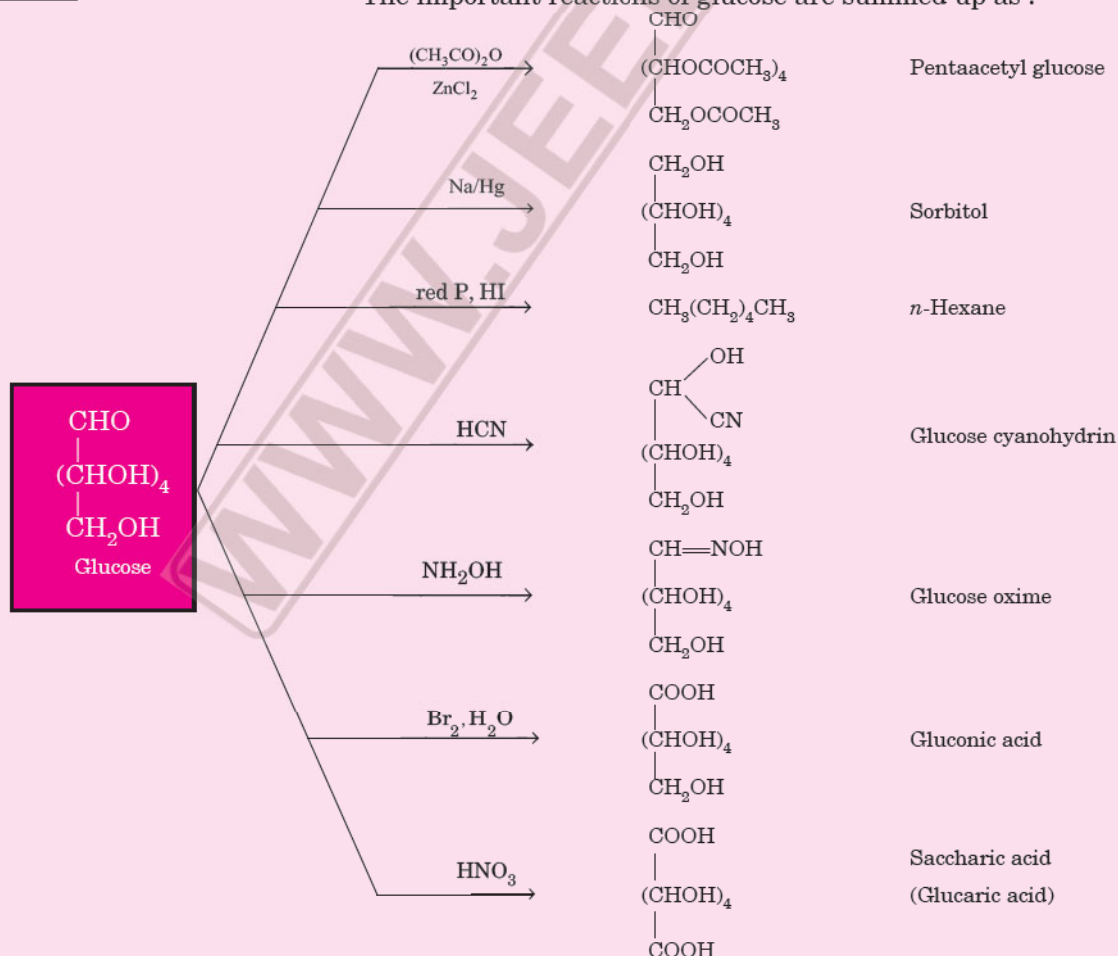 The important reactions of glucose are summed up as :
(CH₃CO)₂O
ZnCl₂
CHO
(CHOCOCH₃)₄
CH₂OCOCH₃
Pentaacetyl glucose
Na/Hg
CH₂OH
(CHOH)₄
CH₂OH
Sorbitol
red P, HI
CH₃(CH₂)₄CH₃
n-Hexane
HCN
OH
CH
CN
(CHOH)₄
CH₂OH
Glucose cyanohydrin
CHO
(CHOH)₄
CH₂OH
Glucose
NH₂OH
CH=NOH
(CHOH)₄
CH₂OH
Glucose oxime
Br₂, H₂O
COOH
(CHOH)₄
CH₂OH
Gluconic acid
HNO₃
COOH
(CHOH)₄
COOH
Saccharic acid
(Glucaric acid)
WWW.JEE